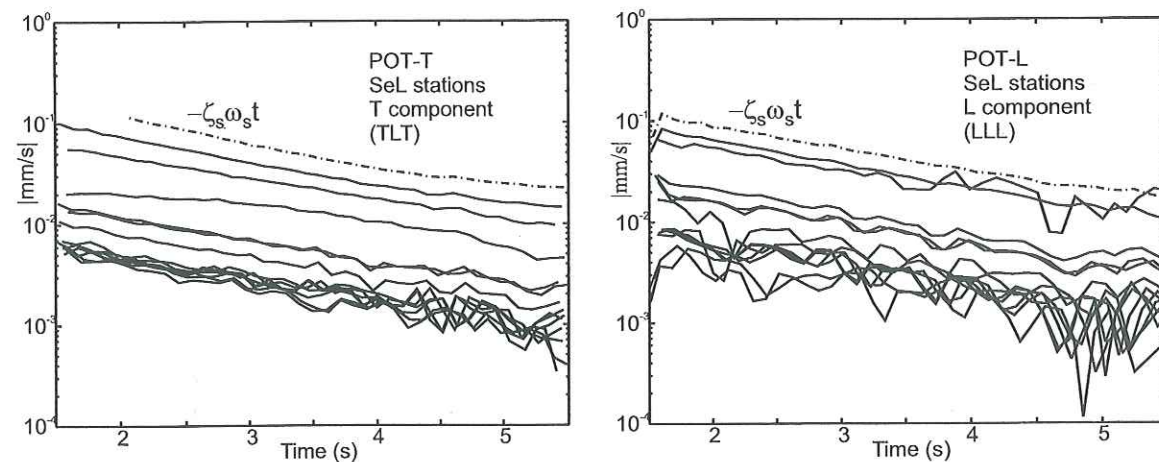 10⁰
10⁻¹
10⁻²
10⁻³
10⁻⁴
|mm/s|
POT-T
SeL stations
T component
(TLT)
−ζₛωₛt
2 3 4 5
Time (s)
10⁰
10⁻¹
10⁻²
10⁻³
10⁻⁴
|mm/s|
POT-L
SeL stations
L component
(LLL)
−ζₛωₛt
2 3 4 5
Time (s)